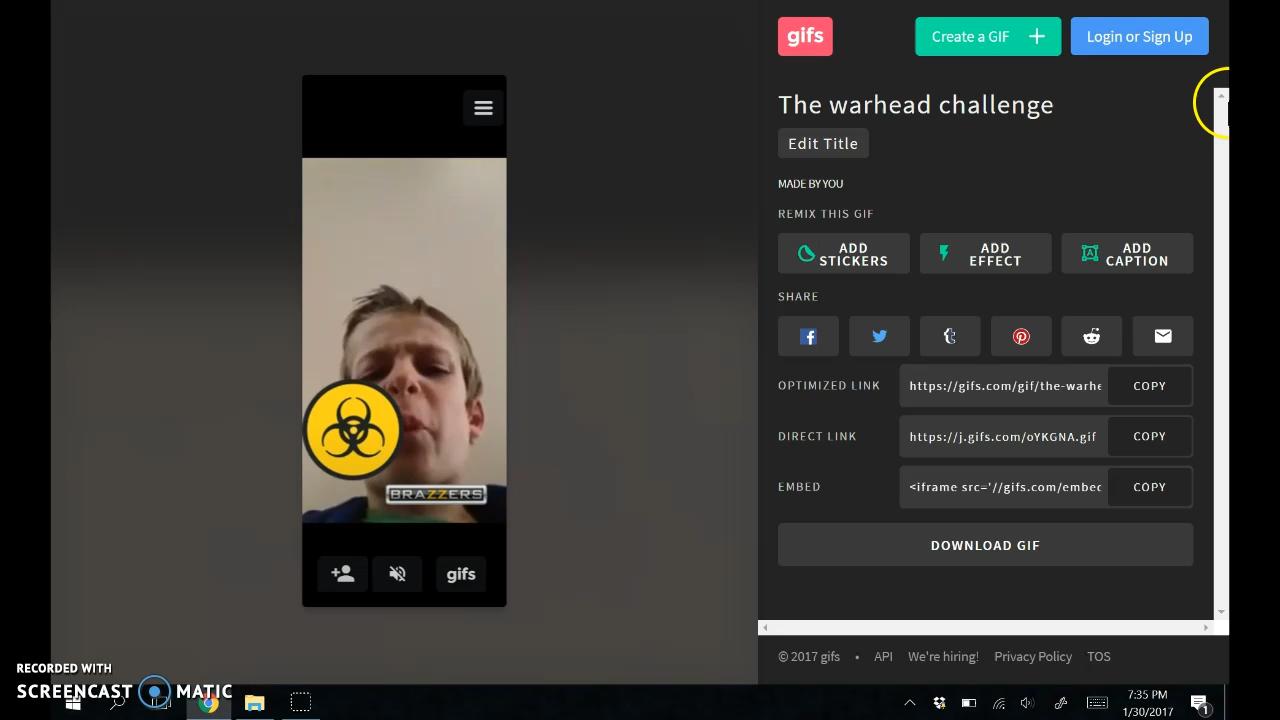 gifs
Create a GIF +
Login or Sign Up
The warhead challenge
Edit Title
MADE BY YOU
REMIX THIS GIF
ADD STICKERS
ADD EFFECT
ADD CAPTION
SHARE
OPTIMIZED LINK https://gifs.com/gif/the-warhe COPY
DIRECT LINK https://j.gifs.com/oYKGNA.gif COPY
EMBED <iframe src='//gifs.com/embed COPY
DOWNLOAD GIF
BRAZZERS
gifs
© 2017 gifs • API We're hiring! Privacy Policy TOS
RECORDED WITH
SCREENCAST MATIC
7:35 PM
1/30/2017
1